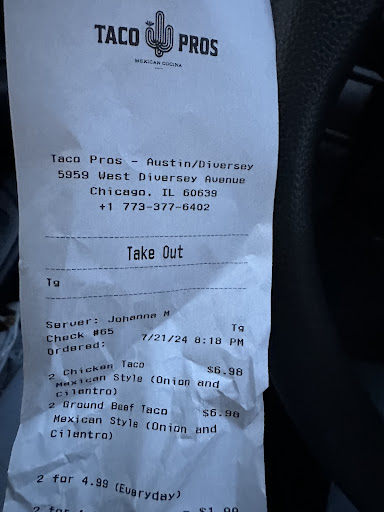 TACO PROS
MEXICAN COCINA
Taco Pros - Austin/Diversey
5959 West Diversey Avenue
Chicago, IL 60639
+1 773-377-6402
Take Out
Tg
Server: Johanna M
Check #65 Tg
Ordered: 7/21/24 8:18 PM
2 Chicken Taco $6.98
Mexican Style (Onion and
Cilantro)
2 Ground Beef Taco $6.98
Mexican Style (Onion and
Cilantro)
2 for 4.99 (Everyday)
2 for